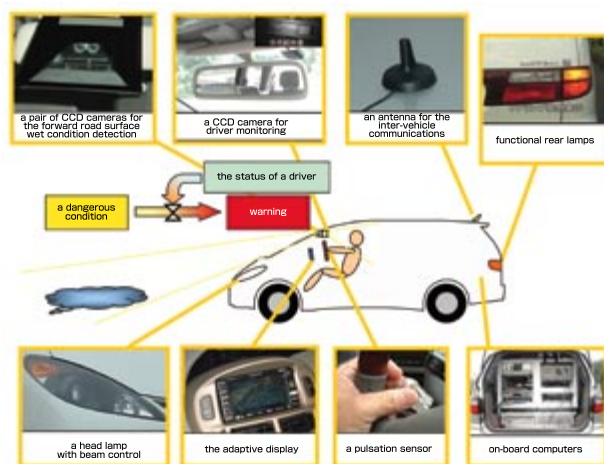 a pair of CCD cameras for
the forward road surface
wet condition detection
a CCD camera for
driver monitoring
an antenna for the
inter-vehicle
communications
functional rear lamps
the status of a driver
a dangerous
condition
warning
a head lamp
with beam control
the adaptive display
a pulsation sensor
on-board computers